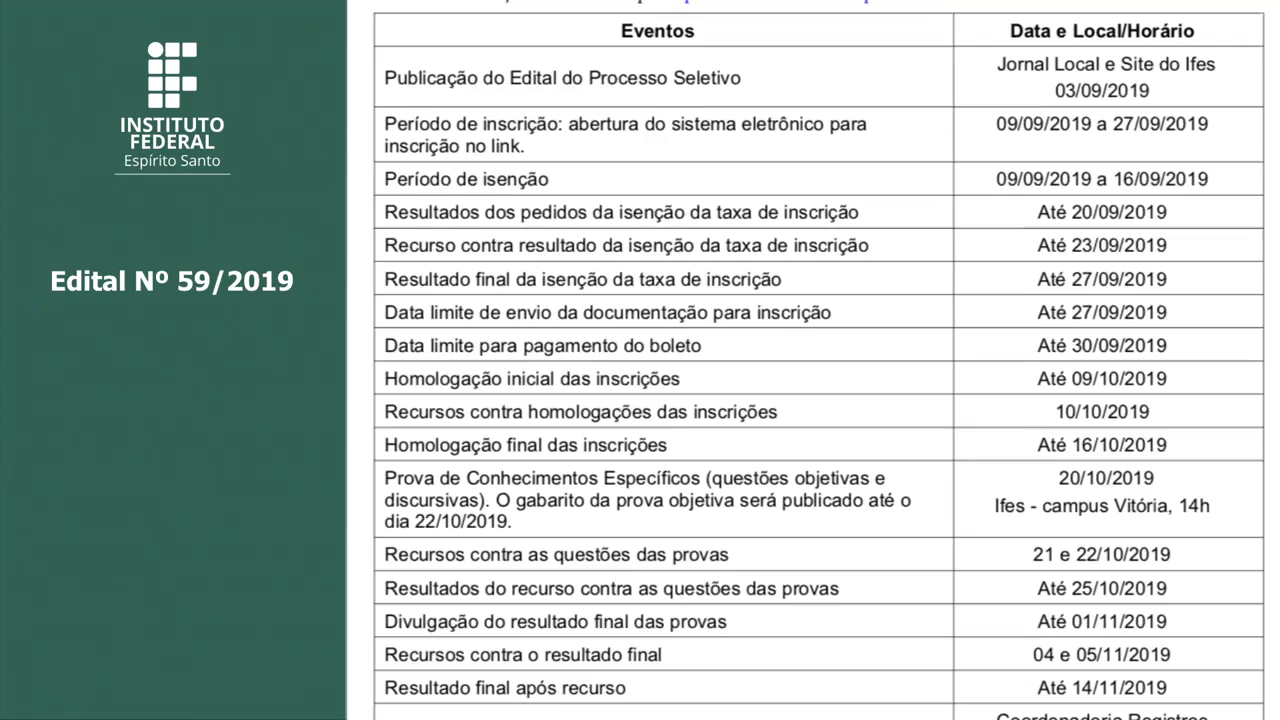 INSTITUTO
FEDERAL
Espírito Santo
Edital Nº 59/2019
Eventos
Data e Local/Horário
Publicação do Edital do Processo Seletivo
Jornal Local e Site do Ifes
03/09/2019
Período de inscrição: abertura do sistema eletrônico para
inscrição no link.
09/09/2019 a 27/09/2019
Período de isenção
09/09/2019 a 16/09/2019
Resultados dos pedidos da isenção da taxa de inscrição
Até 20/09/2019
Recurso contra resultado da isenção da taxa de inscrição
Até 23/09/2019
Resultado final da isenção da taxa de inscrição
Até 27/09/2019
Data limite de envio da documentação para inscrição
Até 27/09/2019
Data limite para pagamento do boleto
Até 30/09/2019
Homologação inicial das inscrições
Até 09/10/2019
Recursos contra homologações das inscrições
10/10/2019
Homologação final das inscrições
Até 16/10/2019
Prova de Conhecimentos Específicos (questões objetivas e
discursivas). O gabarito da prova objetiva será publicado até o
dia 22/10/2019.
20/10/2019
Ifes - campus Vitória, 14h
Recursos contra as questões das provas
21 e 22/10/2019
Resultados do recurso contra as questões das provas
Até 25/10/2019
Divulgação do resultado final das provas
Até 01/11/2019
Recursos contra o resultado final
04 e 05/11/2019
Resultado final após recurso
Até 14/11/2019
Coordenadoria Registros